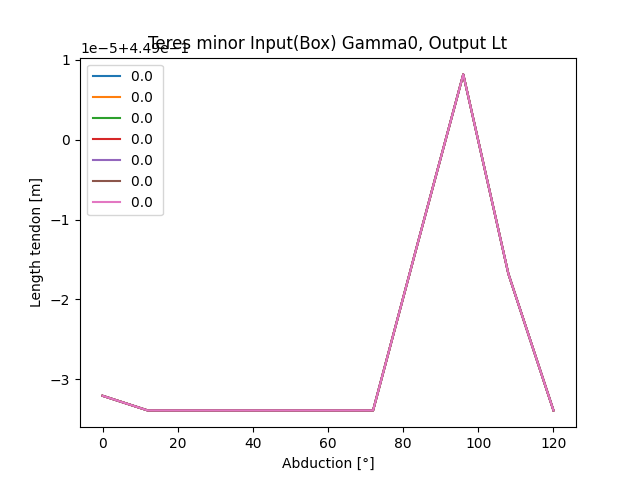 Teres minor Input(Box) Gamma0, Output Lt
1e−5+4.49e−1
1
0
−1
−2
−3
Length tendon [m]
0.0
0.0
0.0
0.0
0.0
0.0
0.0
0 20 40 60 80 100 120
Abduction [°]